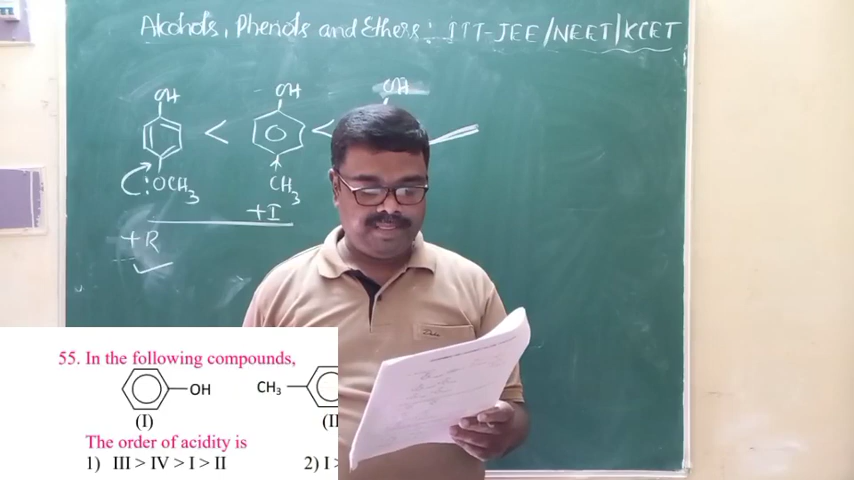 Alcohols, Phenols and Ethers: IIT-JEE/NEET/KCET
OH OH OH
< <
:OCH3 CH3
+I
+R
55. In the following compounds,
OH CH3
(I)
The order of acidity is
1) III > IV > I > II 2) I >